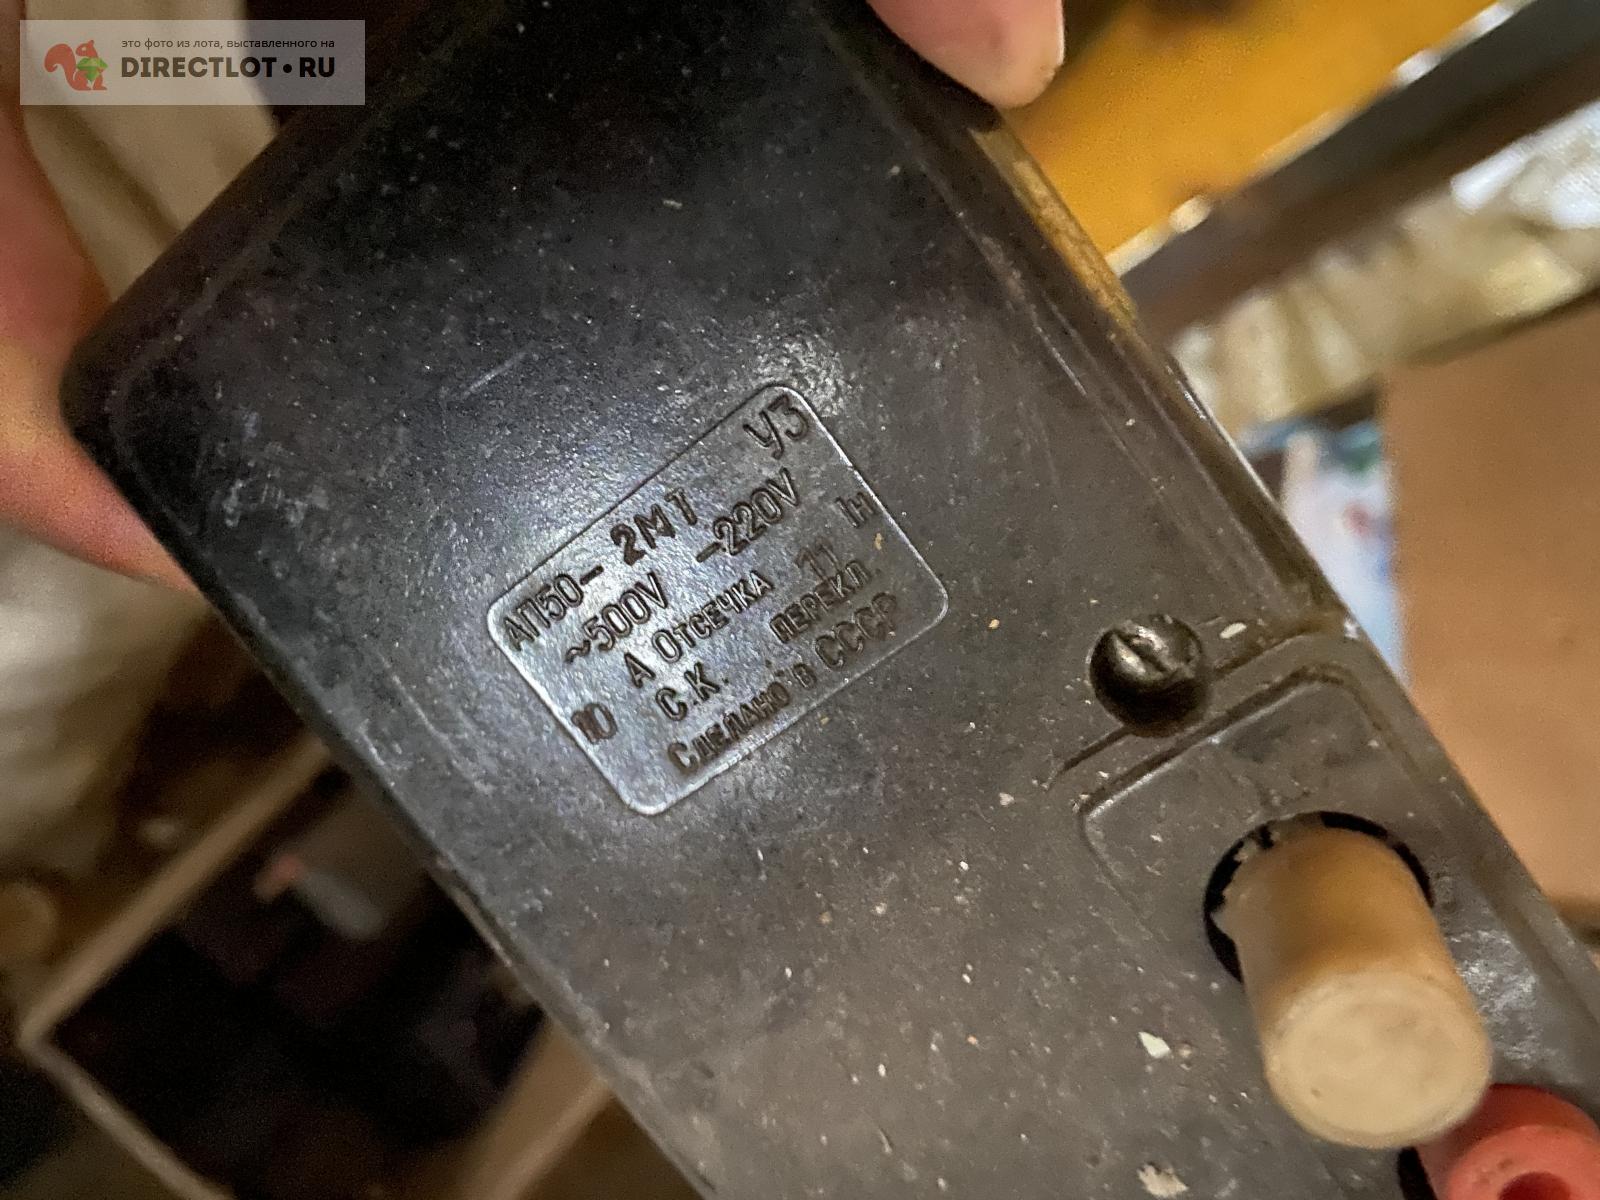 это фото из лота, выставленного на
DIRECTLOT•RU
АП50-2МТ У3
~500V -220V
А Отсечка 11 Iн
10 С.К. ПЕРЕКЛ.
Сделано в СССР